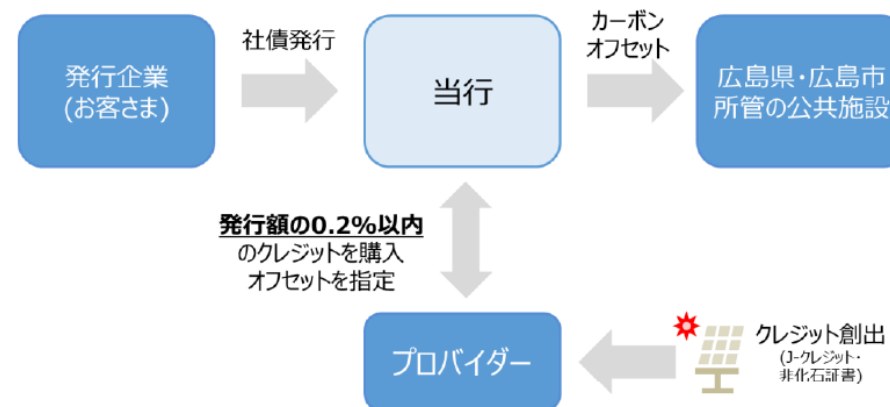 発行企業
(お客さま)
社債発行
当行
カーボン
オフセット
広島県・広島市
所管の公共施設
発行額の0.2%以内
のクレジットを購入
オフセットを指定
プロバイダー
クレジット創出
(J-クレジット・
非化石証書)